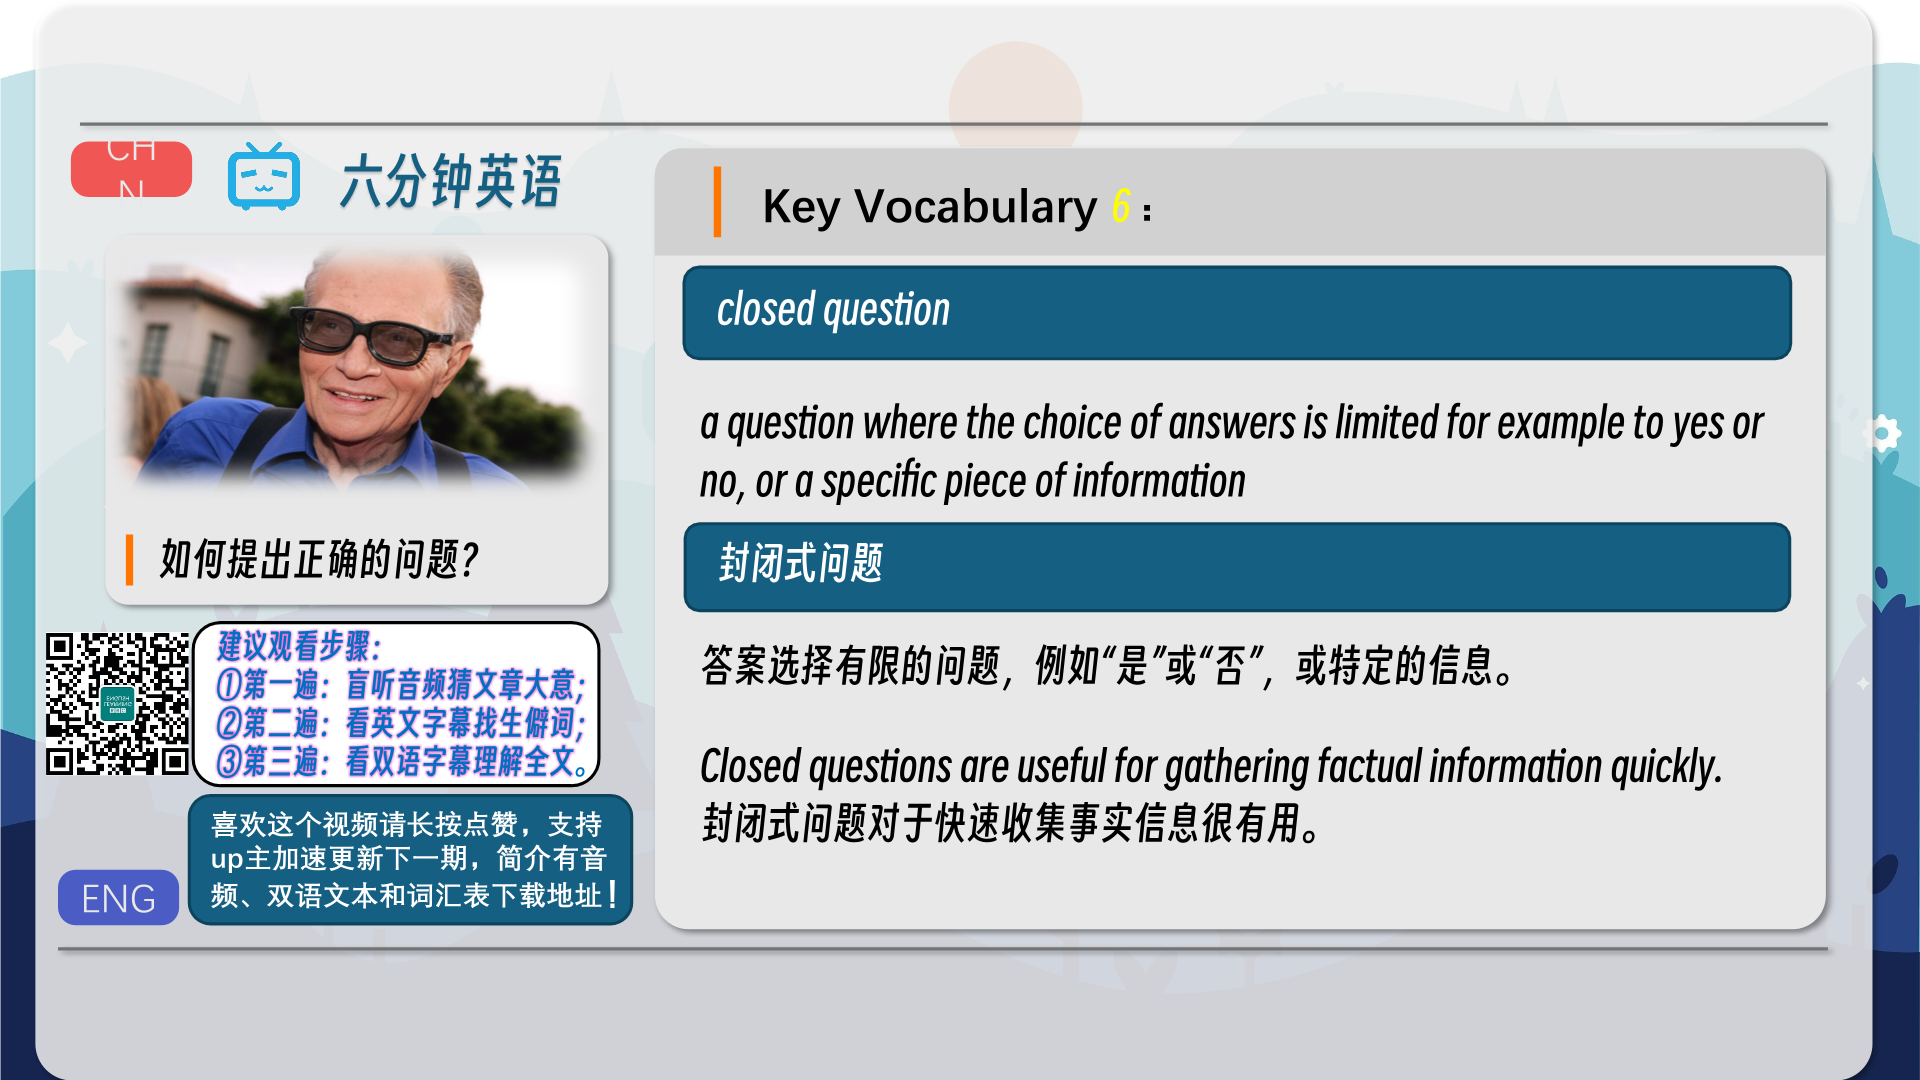 CH
N
六分钟英语
如何提出正确的问题？
建议观看步骤：
①第一遍：盲听音频猜文章大意；
②第二遍：看英文字幕找生僻词；
③第三遍：看双语字幕理解全文。
喜欢这个视频请长按点赞，支持
up主加速更新下一期，简介有音
频、双语文本和词汇表下载地址！
ENG
Key Vocabulary 6：
closed question
a question where the choice of answers is limited for example to yes or
no, or a specific piece of information
封闭式问题
答案选择有限的问题，例如“是”或“否”，或特定的信息。
Closed questions are useful for gathering factual information quickly.
封闭式问题对于快速收集事实信息很有用。